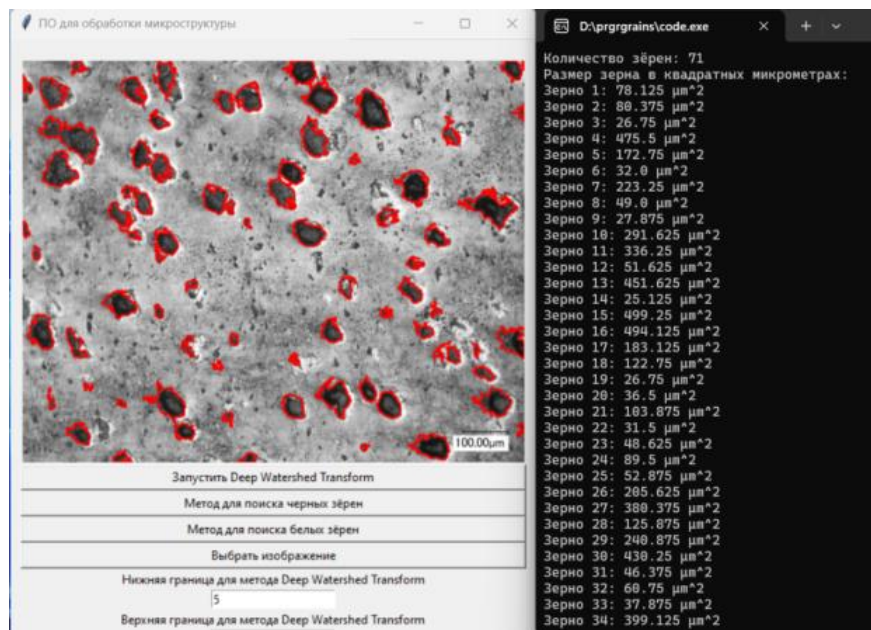 ПО для обработки микроструктуры
100.00μm
Запустить Deep Watershed Transform
Метод для поиска черных зёрен
Метод для поиска белых зёрен
Выбрать изображение
Нижняя граница для метода Deep Watershed Transform
5
Верхняя граница для метода Deep Watershed Transform
D:\prgrgrains\code.exe
Количество зёрен: 71
Размер зерна в квадратных микрометрах:
Зерно 1: 78.125 μm^2
Зерно 2: 80.375 μm^2
Зерно 3: 26.75 μm^2
Зерно 4: 475.5 μm^2
Зерно 5: 172.75 μm^2
Зерно 6: 32.0 μm^2
Зерно 7: 223.25 μm^2
Зерно 8: 49.0 μm^2
Зерно 9: 27.875 μm^2
Зерно 10: 291.625 μm^2
Зерно 11: 336.25 μm^2
Зерно 12: 51.625 μm^2
Зерно 13: 451.625 μm^2
Зерно 14: 25.125 μm^2
Зерно 15: 499.25 μm^2
Зерно 16: 494.125 μm^2
Зерно 17: 183.125 μm^2
Зерно 18: 122.75 μm^2
Зерно 19: 26.75 μm^2
Зерно 20: 36.5 μm^2
Зерно 21: 103.875 μm^2
Зерно 22: 31.5 μm^2
Зерно 23: 48.625 μm^2
Зерно 24: 89.5 μm^2
Зерно 25: 52.875 μm^2
Зерно 26: 205.625 μm^2
Зерно 27: 380.375 μm^2
Зерно 28: 125.875 μm^2
Зерно 29: 240.875 μm^2
Зерно 30: 430.25 μm^2
Зерно 31: 46.375 μm^2
Зерно 32: 60.75 μm^2
Зерно 33: 37.875 μm^2
Зерно 34: 399.125 μm^2